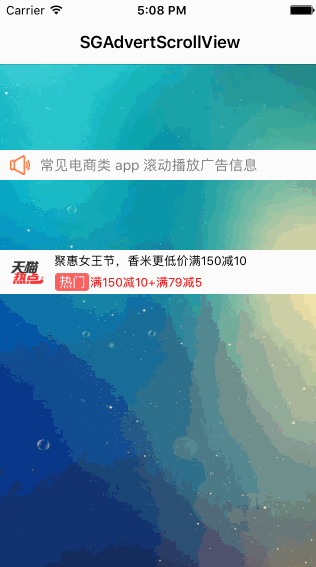 Carrier 5:08 PM
SGAdvertScrollView
常见电商类 app 滚动播放广告信息
天猫
热点
聚惠女王节，香米更低价满150减10
热门 满150减10+满79减5